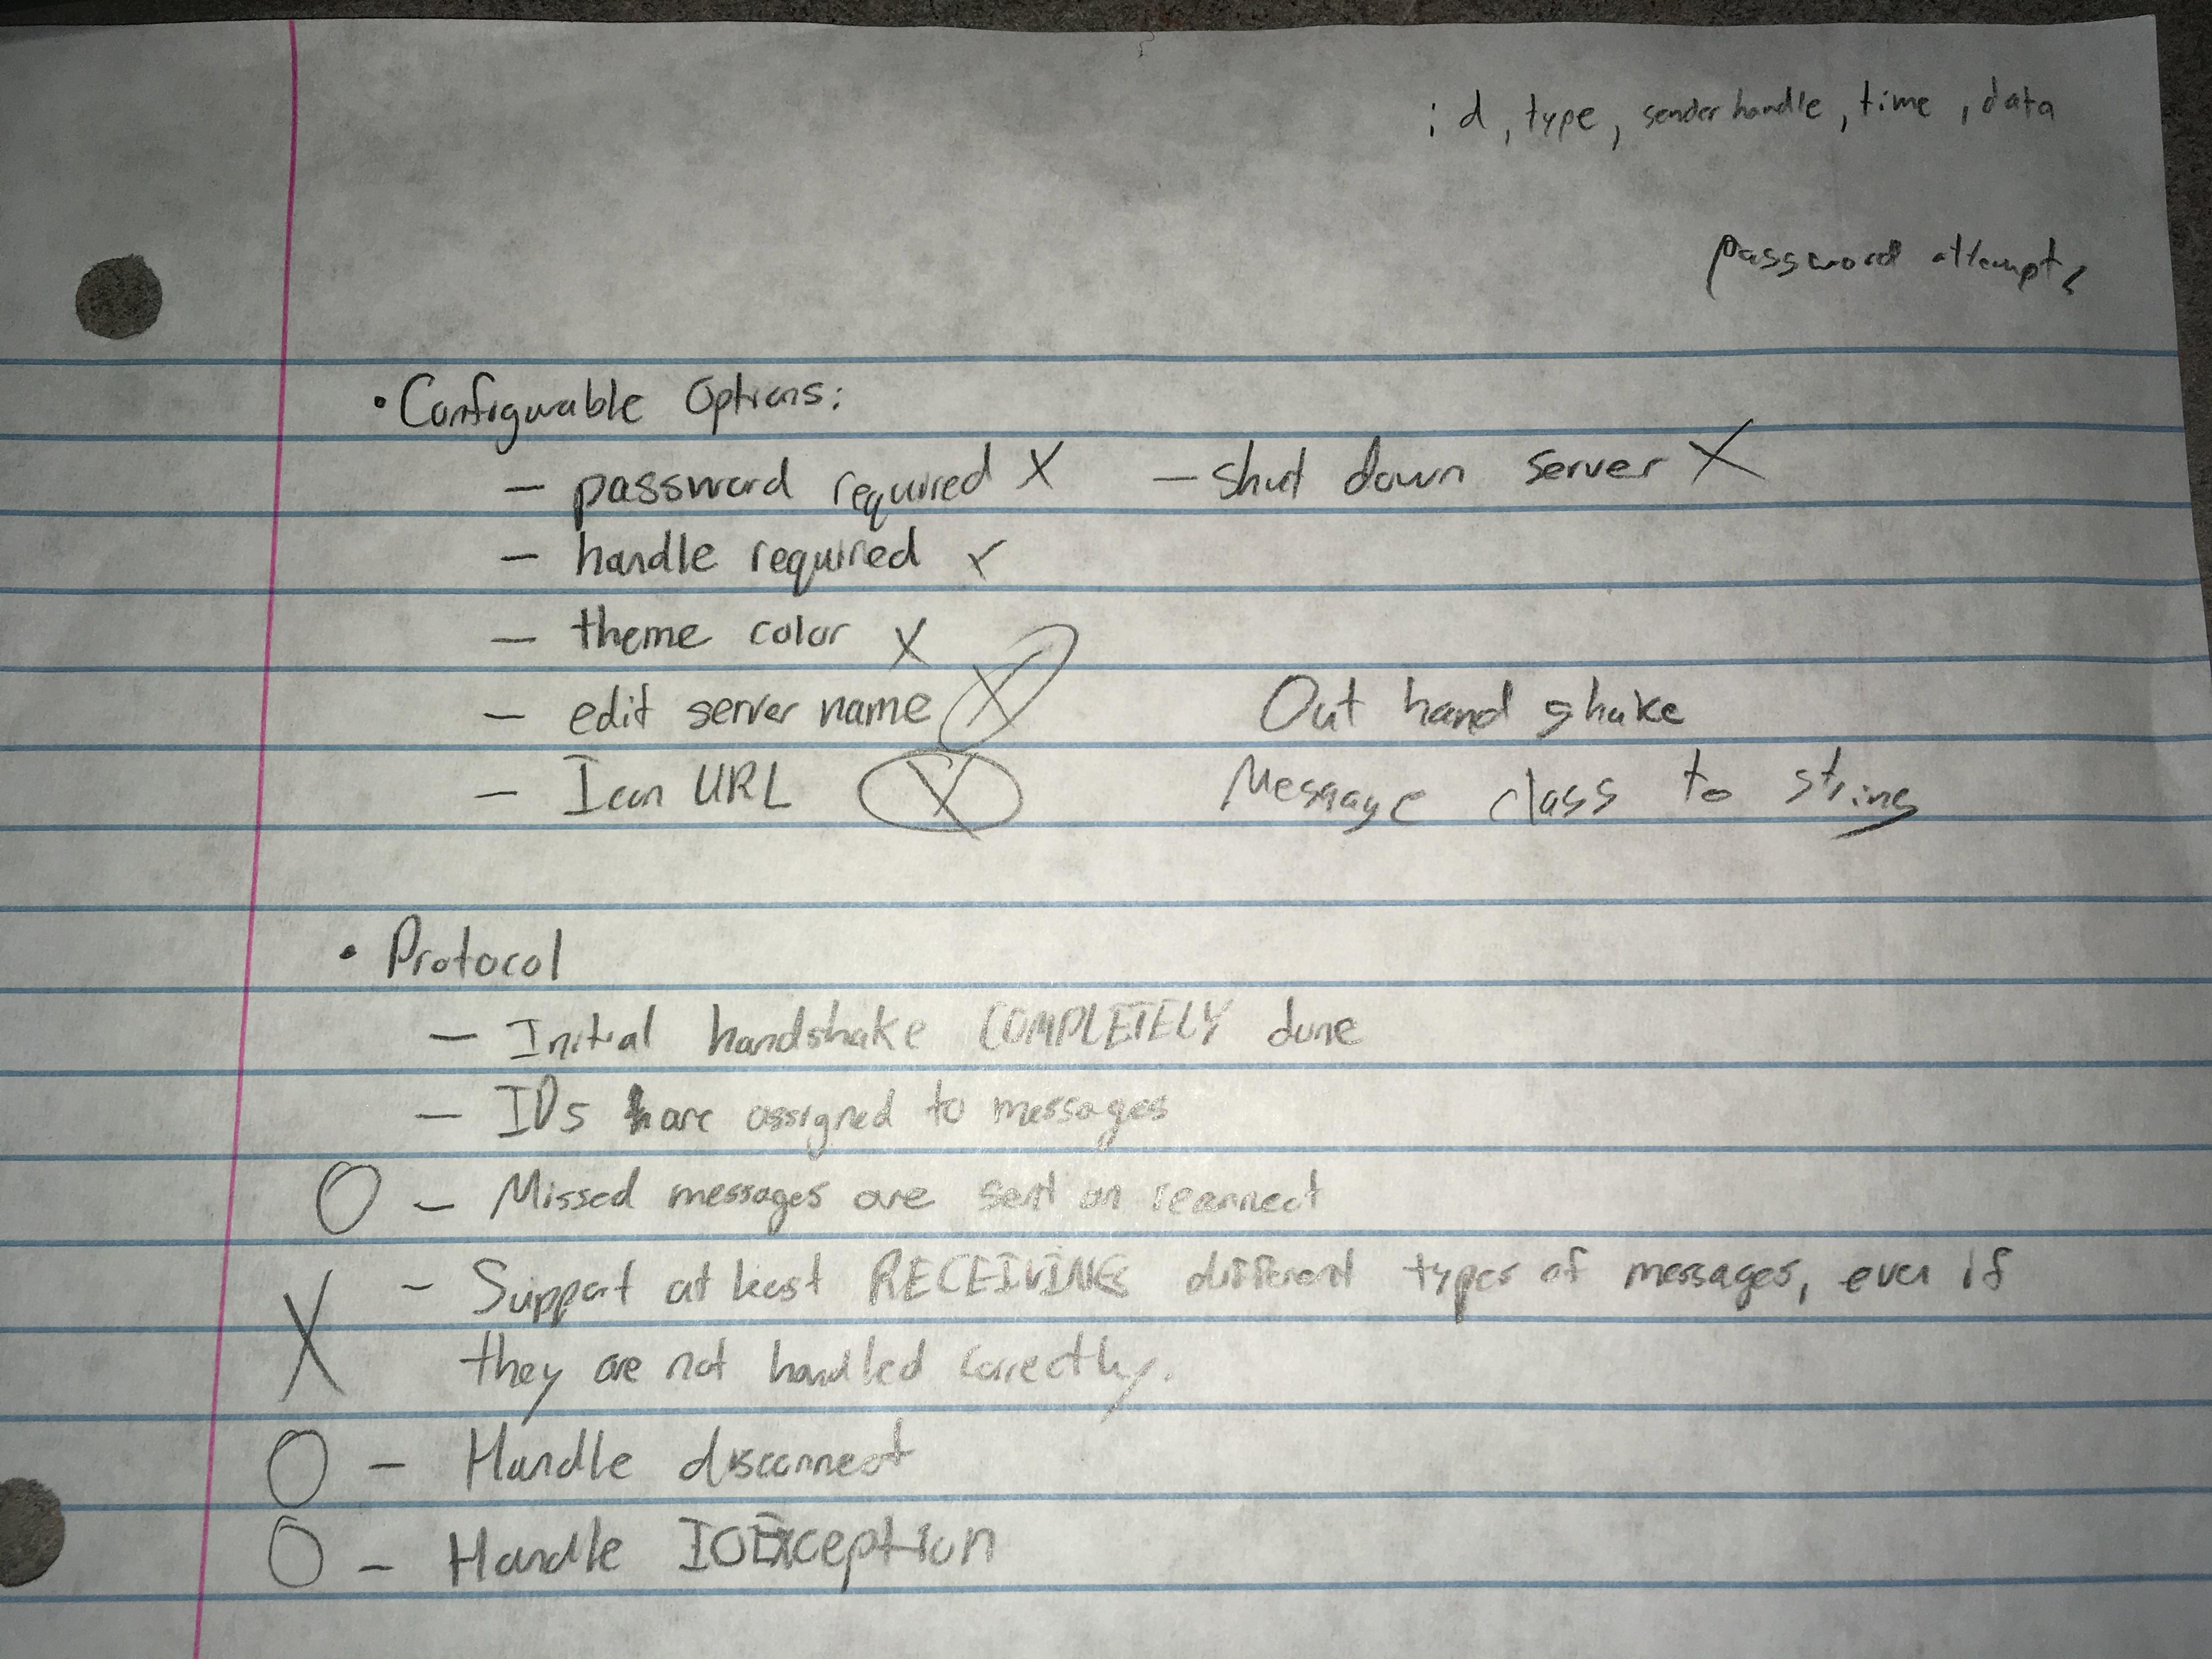 id, type, sender handle, time, data
password attempts
• Configurable Options:
— password required X — shut down server X
— handle required X
— theme color X
— edit server name X
Out hand shake
— Icon URL X
Message class to string
• Protocol
— Initial handshake COMPLETELY done
— IDs are assigned to messages
O — Missed messages are sent on reconnect
X — Support at least RECEIVING different types of messages, even if
they are not handled correctly.
O — Handle disconnect
O — Handle IOException